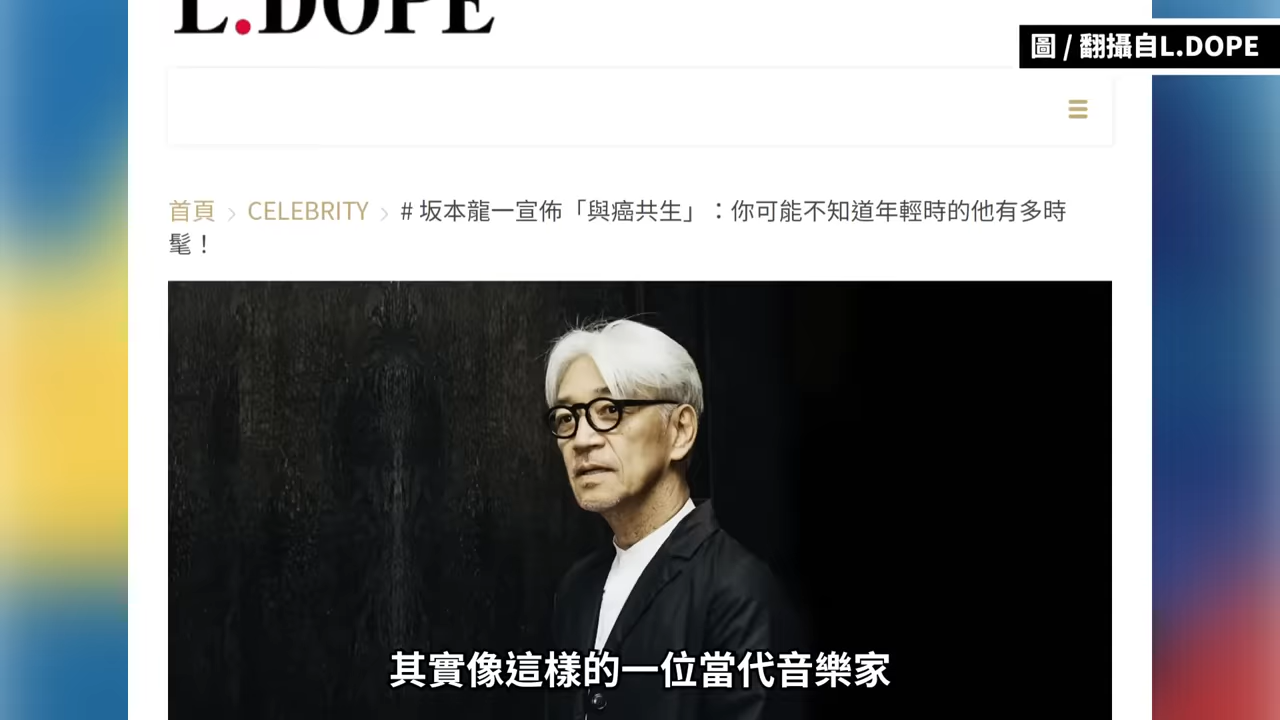 L.DOPE
圖 / 翻攝自L.DOPE
首頁 > CELEBRITY > # 坂本龍一宣佈「與癌共生」：你可能不知道年輕時的他有多時
髦！
其實像這樣的一位當代音樂家